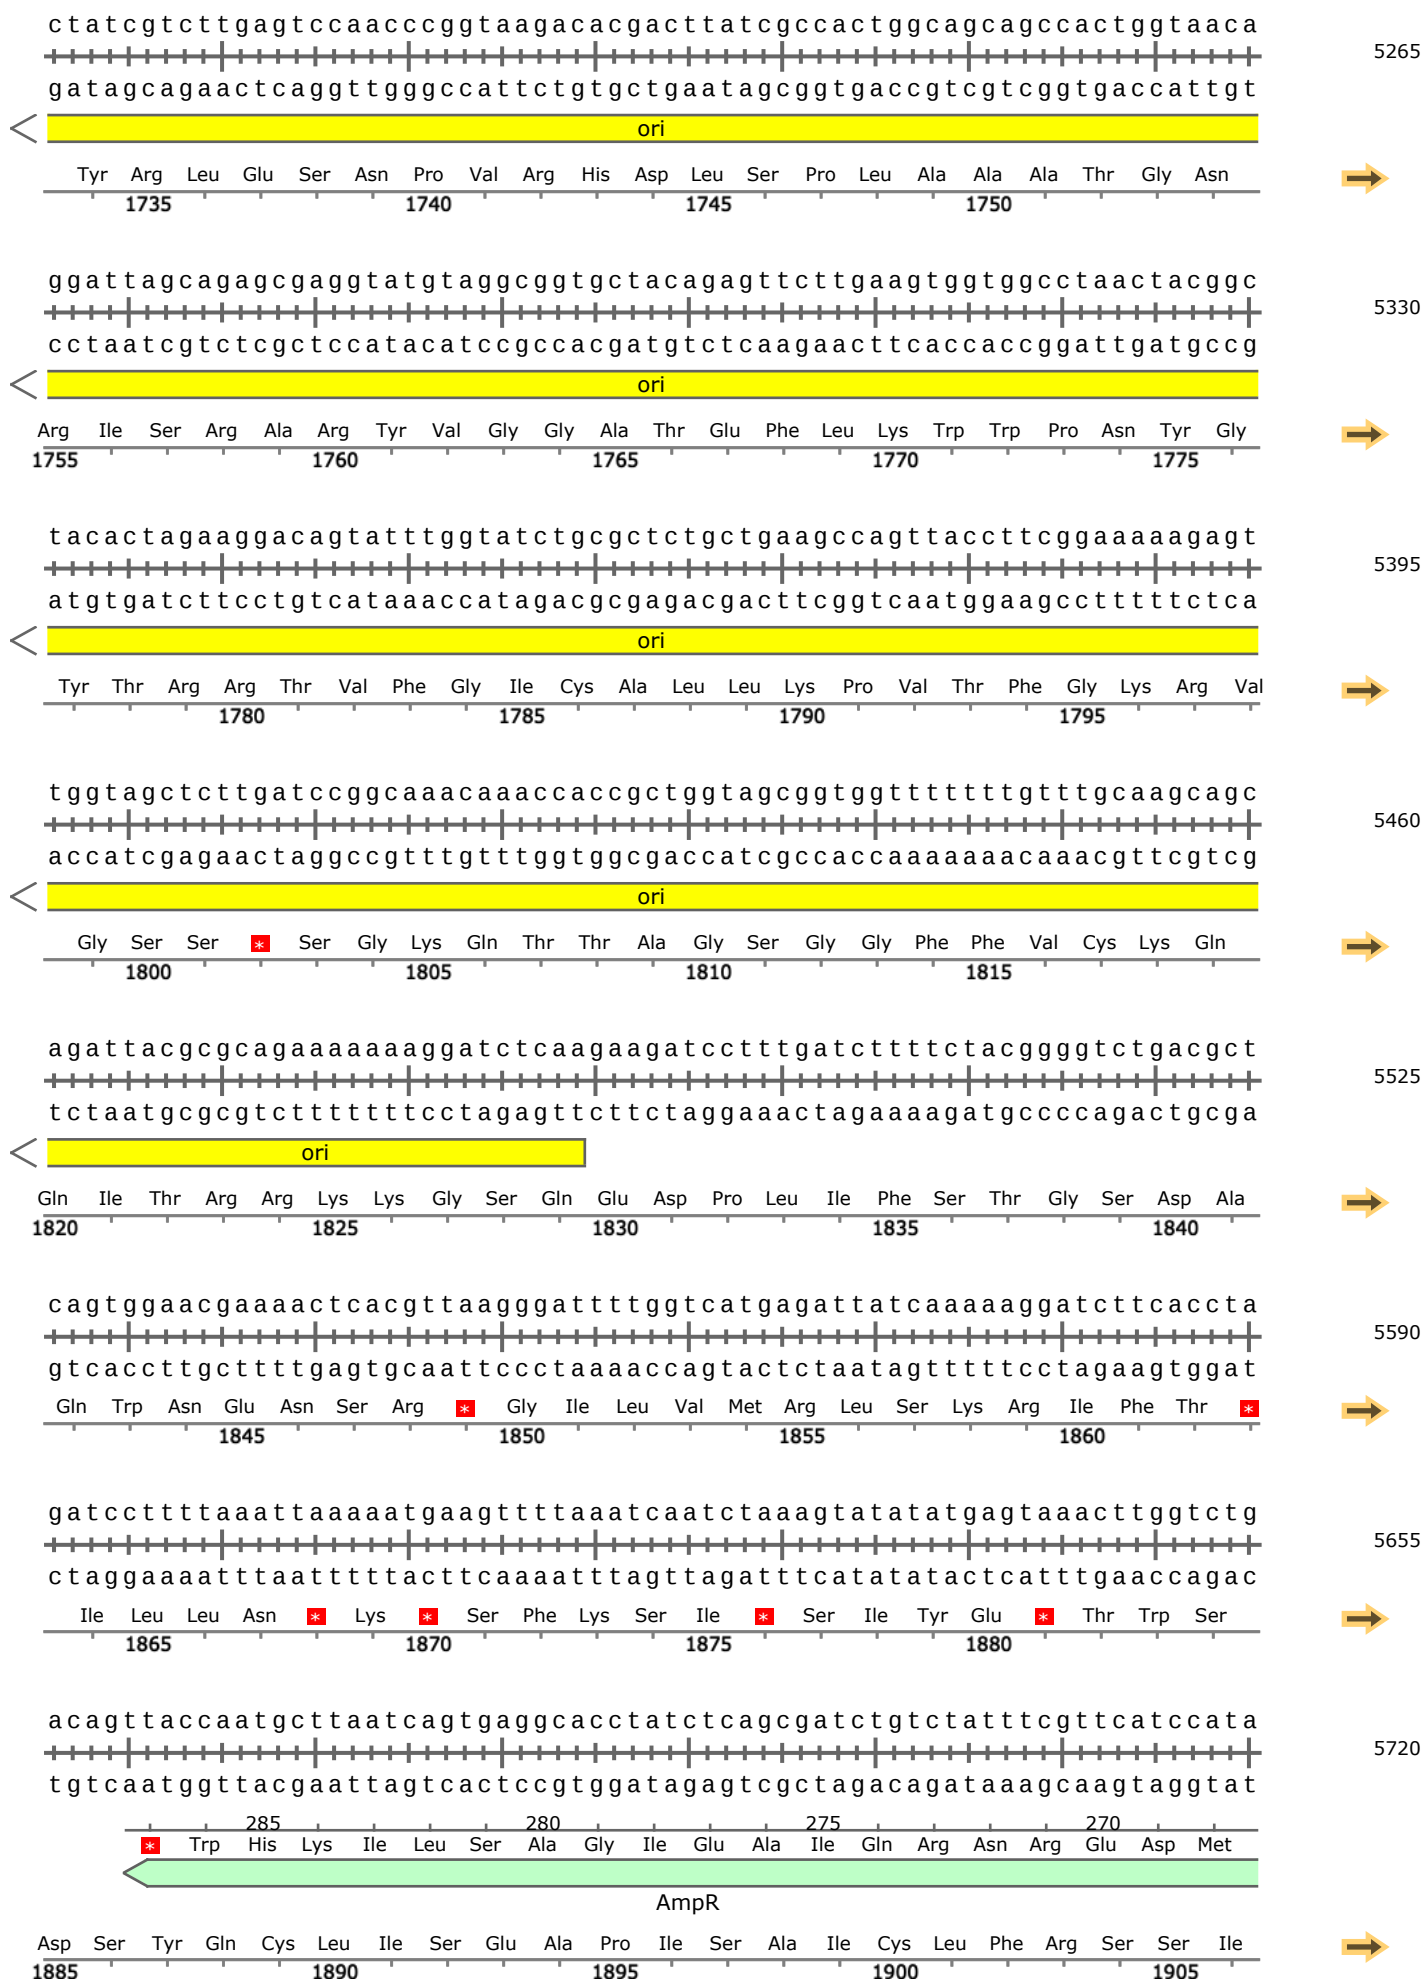 ctatcgtcttgagtccaacccggtaagacacgacttatcgccactggcagcagccactggtaaca
5265
gatagcagaactcaggttgggccattctgtgctgaatagcggtgaccgtcgtcggtgaccattgt
ori
Tyr Arg Leu Glu Ser Asn Pro Val Arg His Asp Leu Ser Pro Leu Ala Ala Ala Thr Gly Asn
1735 1740 1745 1750
ggattagcagagcgaggtatgtaggcggtgctacagagttcttgaagtggtggcctaactacggc
5330
cctaatcgtctcgctccatacatccgccacgatgtctcaagaacttcaccaccggattgatgccg
ori
Arg Ile Ser Arg Ala Arg Tyr Val Gly Gly Ala Thr Glu Phe Leu Lys Trp Trp Pro Asn Tyr Gly
1755 1760 1765 1770 1775
tacactagaaggacagtatttggtatctgcgctctgctgaagccagttaccttcggaaaaagagt
5395
atgtgatcttcctgtcataaaccatagacgcgagacgacttcggtcaatggaagcctttttctca
ori
Tyr Thr Arg Arg Thr Val Phe Gly Ile Cys Ala Leu Leu Lys Pro Val Thr Phe Gly Lys Arg Val
1780 1785 1790 1795
tggtagctcttgatccggcaaacaaaccaccgctggtagcggtggtttttttgtttgcaagcagc
5460
accatcgagaactaggccgtttgtttggtggcgaccatcgccaccaaaaaaacaaacgttcgtcg
ori
Gly Ser Ser * Ser Gly Lys Gln Thr Thr Ala Gly Ser Gly Gly Phe Phe Val Cys Lys Gln
1800 1805 1810 1815
agattacgcgcagaaaaaaaggatctcaagaagatcctttgatcttttctacggggtctgacgct
5525
tctaatgcgcgtctttttttcctagagttcttctaggaaactagaaaagatgccccagactgcga
ori
Gln Ile Thr Arg Arg Lys Lys Gly Ser Gln Glu Asp Pro Leu Ile Phe Ser Thr Gly Ser Asp Ala
1820 1825 1830 1835 1840
cagtggaacgaaaactcacgttaagggattttggtcatgagattatcaaaaaggatcttcaccta
5590
gtcaccttgcttttgagtgcaattccctaaaaccagtactctaatagtttttcctagaagtggat
Gln Trp Asn Glu Asn Ser Arg * Gly Ile Leu Val Met Arg Leu Ser Lys Arg Ile Phe Thr *
1845 1850 1855 1860
gatccttttaaattaaaaatgaagttttaaatcaatctaaagtatatatgagtaaacttggtctg
5655
ctaggaaaatttaatttttacttcaaaatttagttagatttcatatatactcatttgaaccagac
Ile Leu Leu Asn * Lys * Ser Phe Lys Ser Ile * Ser Ile Tyr Glu * Thr Trp Ser
1865 1870 1875 1880
acagttaccaatgcttaatcagtgaggcacctatctcagcgatctgtctatttcgttcatccata
5720
tgtcaatggttacgaattagtcactccgtggatagagtcgctagacagataaagcaagtaggtat
285 280 275 270
* Trp His Lys Ile Leu Ser Ala Gly Ile Glu Ala Ile Gln Arg Asn Arg Glu Asp Met
AmpR
Asp Ser Tyr Gln Cys Leu Ile Ser Glu Ala Pro Ile Ser Ala Ile Cys Leu Phe Arg Ser Ser Ile
1885 1890 1895 1900 1905